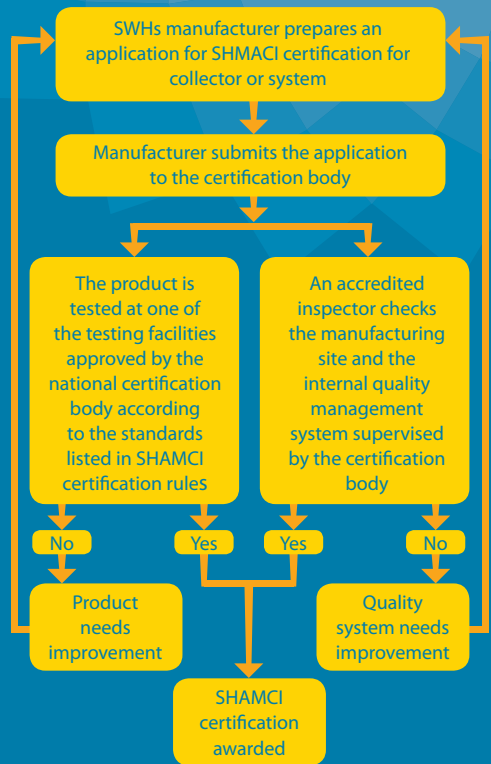 SWHs manufacturer prepares an
application for SHMACI certification for
collector or system
Manufacturer submits the application
to the certification body
The product is
tested at one of
the testing facilities
approved by the
national certification
body according
to the standards
listed in SHAMCI
certification rules
An accredited
inspector checks
the manufacturing
site and the
internal quality
management
system supervised
by the certification
body
No
Yes
Yes
No
Product
needs
improvement
Quality
system needs
improvement
SHAMCI
certification
awarded